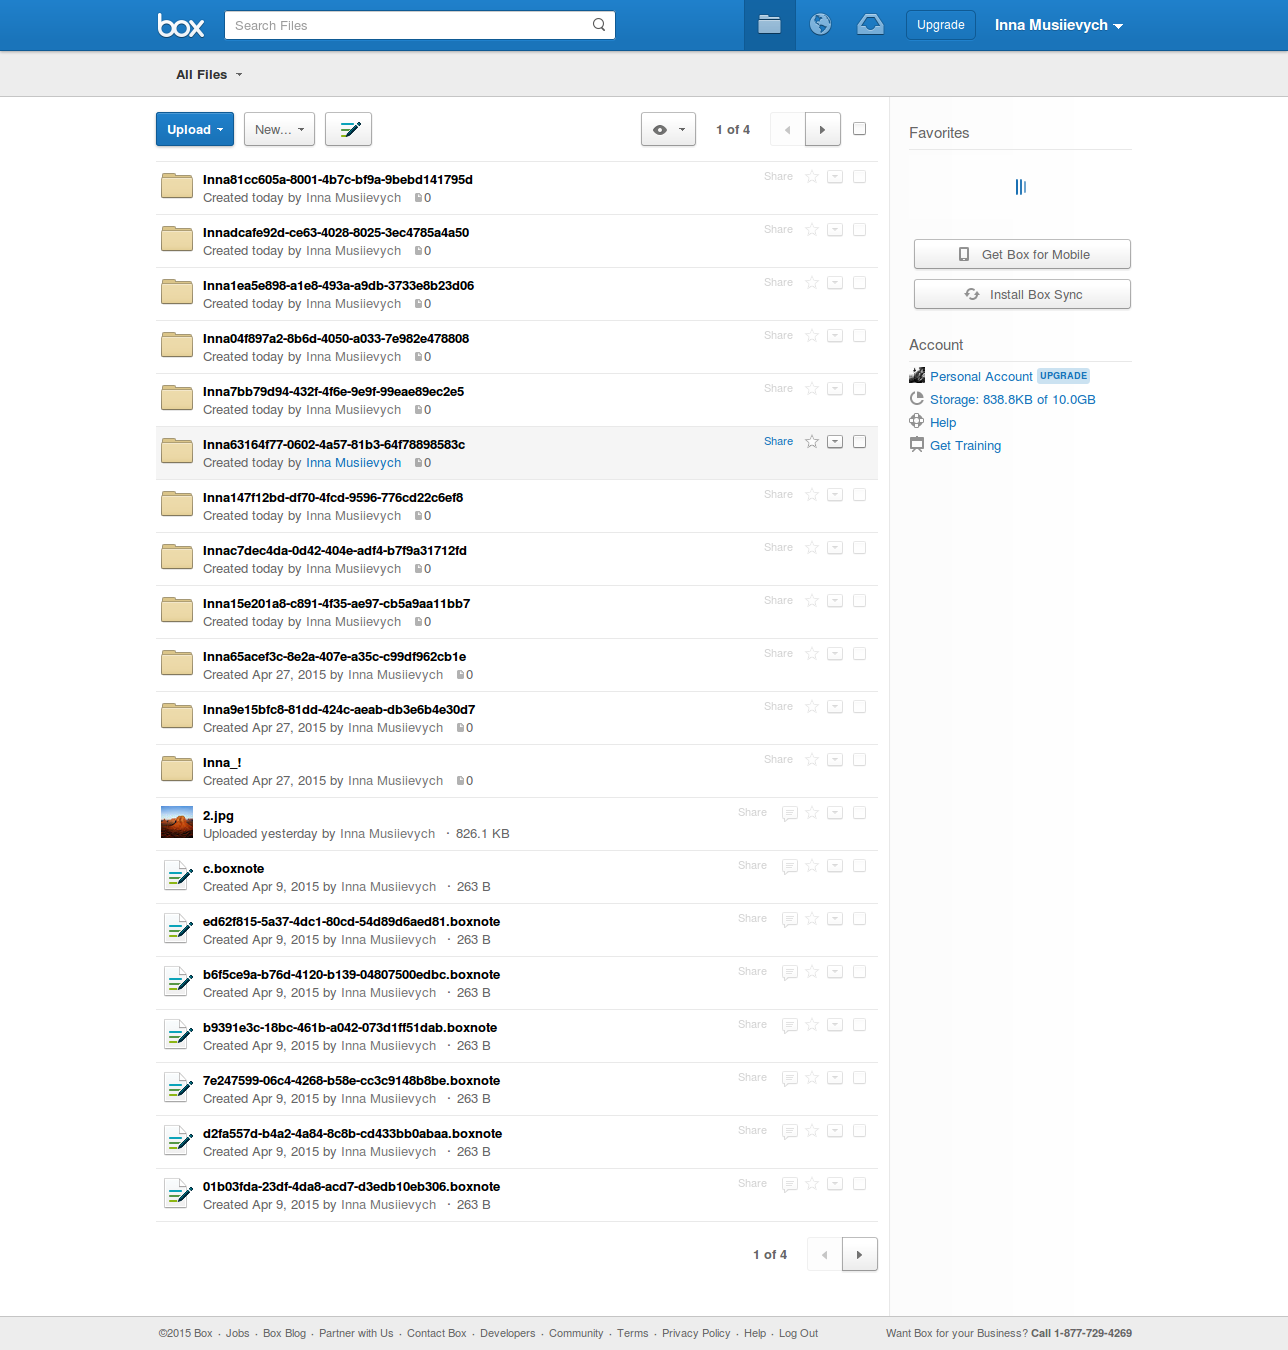 box
Search Files
Upgrade
Inna Musiievych
All Files
Upload
New...
1 of 4
Inna81cc605a-8001-4b7c-bf9a-9bebd141795d
Share
Created today by Inna Musiievych 0
Innadcafe92d-ce63-4028-8025-3ec4785a4a50
Share
Created today by Inna Musiievych 0
Inna1ea5e898-a1e8-493a-a9db-3733e8b23d06
Share
Created today by Inna Musiievych 0
Inna04f897a2-8b6d-4050-a033-7e982e478808
Share
Created today by Inna Musiievych 0
Inna7bb79d94-432f-4f6e-9e9f-99eae89ec2e5
Share
Created today by Inna Musiievych 0
Inna63164f77-0602-4a57-81b3-64f78898583c
Share
Created today by Inna Musiievych 0
Inna147f12bd-df70-4fcd-9596-776cd22c6ef8
Share
Created today by Inna Musiievych 0
Innac7dec4da-0d42-404e-adf4-b7f9a31712fd
Share
Created today by Inna Musiievych 0
Inna15e201a8-c891-4f35-ae97-cb5a9aa11bb7
Share
Created today by Inna Musiievych 0
Inna65acef3c-8e2a-407e-a35c-c99df962cb1e
Share
Created Apr 27, 2015 by Inna Musiievych 0
Inna9e15bfc8-81dd-424c-aeab-db3e6b4e30d7
Share
Created Apr 27, 2015 by Inna Musiievych 0
Inna_!
Share
Created Apr 27, 2015 by Inna Musiievych 0
2.jpg
Share
Uploaded yesterday by Inna Musiievych · 826.1 KB
c.boxnote
Share
Created Apr 9, 2015 by Inna Musiievych · 263 B
ed62f815-5a37-4dc1-80cd-54d89d6aed81.boxnote
Share
Created Apr 9, 2015 by Inna Musiievych · 263 B
b6f5ce9a-b76d-4120-b139-04807500edbc.boxnote
Share
Created Apr 9, 2015 by Inna Musiievych · 263 B
b9391e3c-18bc-461b-a042-073d1ff51dab.boxnote
Share
Created Apr 9, 2015 by Inna Musiievych · 263 B
7e247599-06c4-4268-b58e-cc3c9148b8be.boxnote
Share
Created Apr 9, 2015 by Inna Musiievych · 263 B
d2fa557d-b4a2-4a84-8c8b-cd433bb0abaa.boxnote
Share
Created Apr 9, 2015 by Inna Musiievych · 263 B
01b03fda-23df-4da8-acd7-d3edb10eb306.boxnote
Share
Created Apr 9, 2015 by Inna Musiievych · 263 B
1 of 4
Favorites
Get Box for Mobile
Install Box Sync
Account
Personal Account UPGRADE
Storage: 838.8KB of 10.0GB
Help
Get Training
©2015 Box · Jobs · Box Blog · Partner with Us · Contact Box · Developers · Community · Terms · Privacy Policy · Help · Log Out
Want Box for your Business? Call 1-877-729-4269